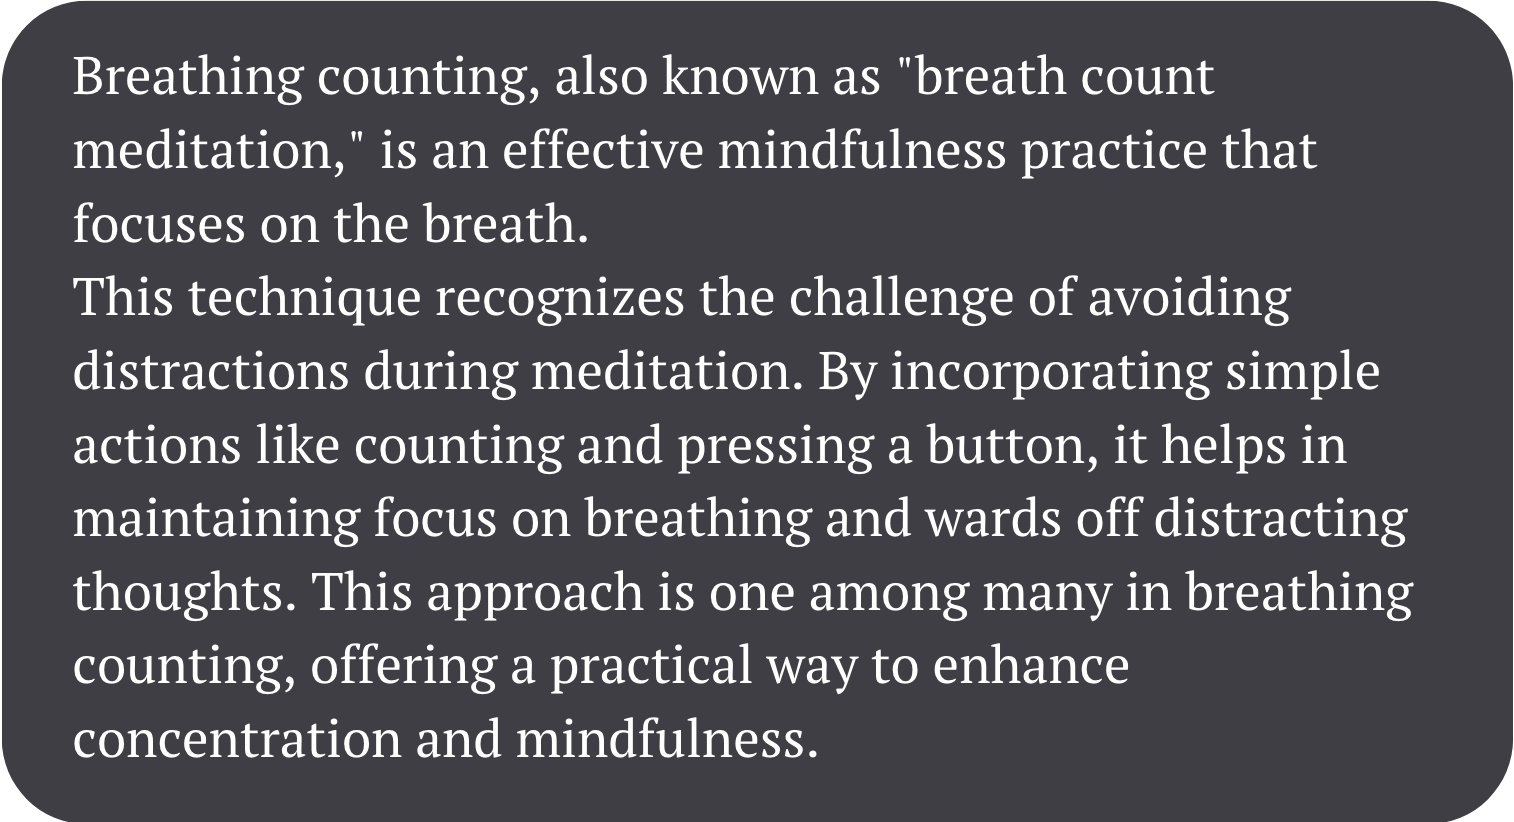 Breathing counting, also known as "breath count
meditation," is an effective mindfulness practice that
focuses on the breath.
This technique recognizes the challenge of avoiding
distractions during meditation. By incorporating simple
actions like counting and pressing a button, it helps in
maintaining focus on breathing and wards off distracting
thoughts. This approach is one among many in breathing
counting, offering a practical way to enhance
concentration and mindfulness.